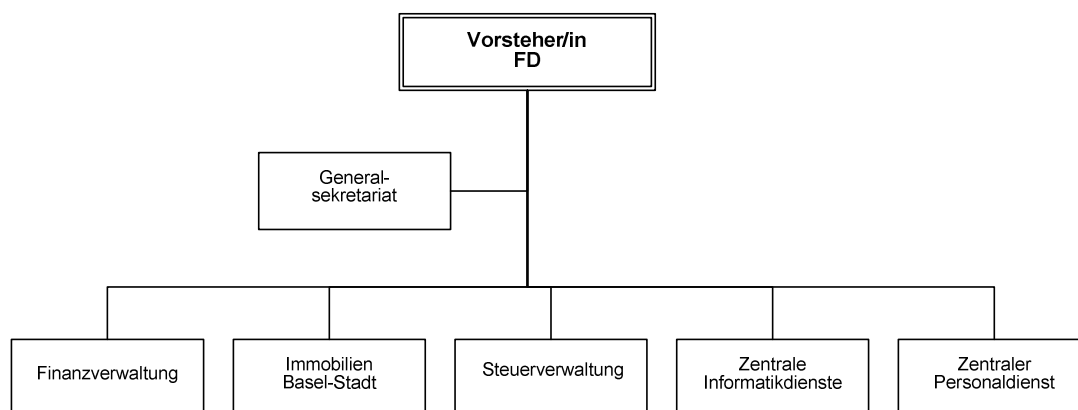 Vorsteher/in
FD
General-
sekretariat
Finanzverwaltung
Immobilien
Basel-Stadt
Steuerverwaltung
Zentrale
Informatikdienste
Zentraler
Personaldienst